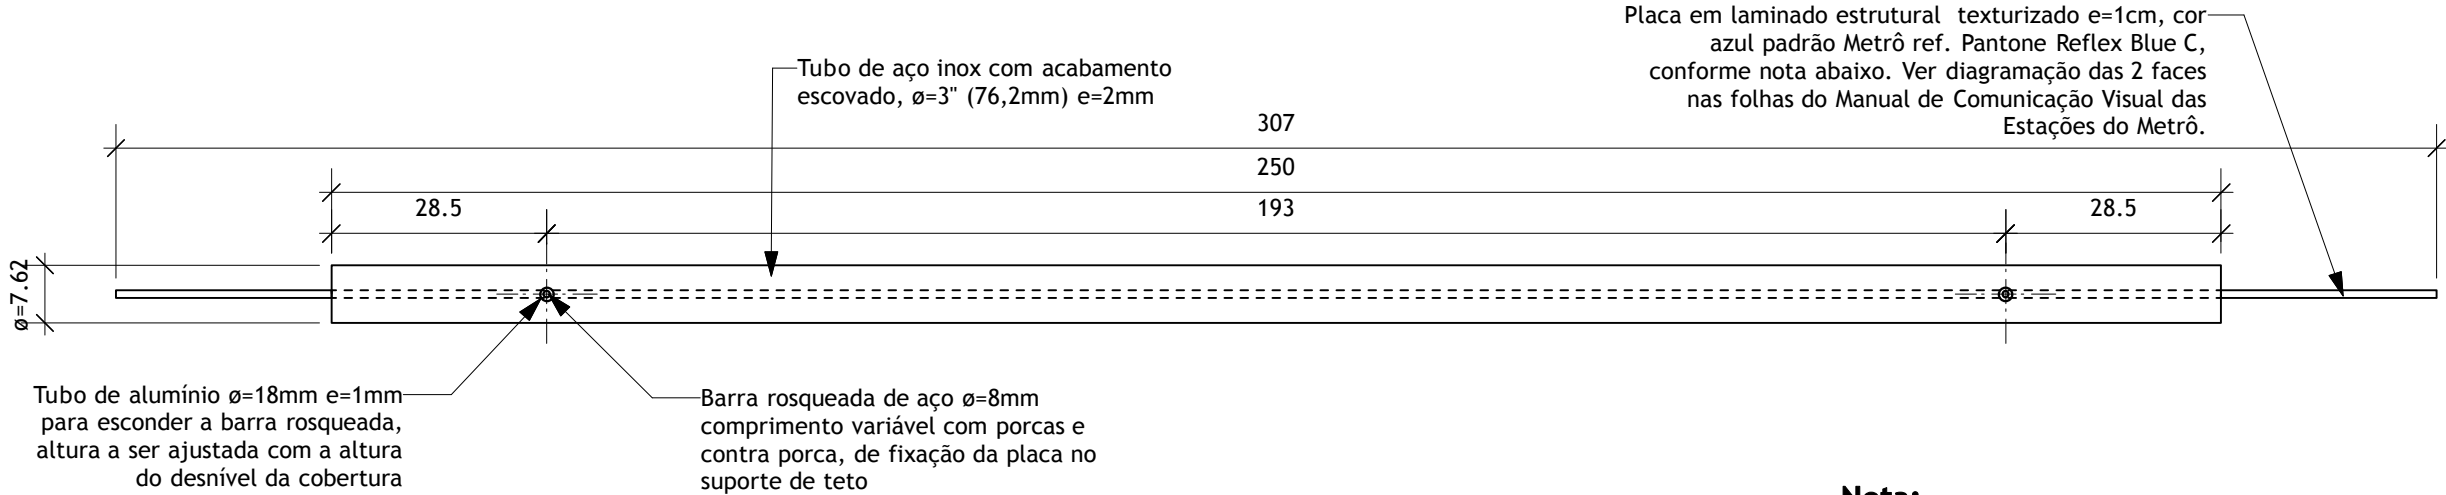 Placa em laminado estrutural  texturizado e=1cm, cor
azul padrão Metrô ref. Pantone Reflex Blue C,
conforme nota abaixo. Ver diagramação das 2 faces
nas folhas do Manual de Comunicação Visual das
Estações do Metrô.
Tubo de aço inox com acabamento
escovado, ø=3" (76,2mm) e=2mm
307
250
28.5
193
28.5
ø=7.62
Tubo de alumínio ø=18mm e=1mm
para esconder a barra rosqueada,
altura a ser ajustada com a altura
do desnível da cobertura
Barra rosqueada de aço ø=8mm
comprimento variável com porcas e
contra porca, de fixação da placa no
suporte de teto
Nota: